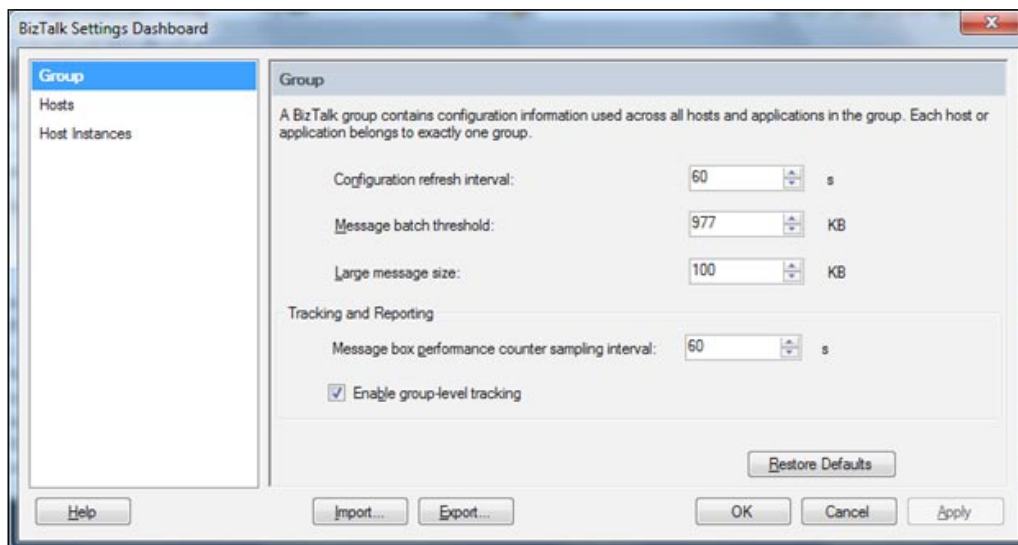 BizTalk Settings Dashboard
Group
Hosts
Host Instances
Group
A BizTalk group contains configuration information used across all hosts and applications in the group. Each host or
application belongs to exactly one group.
Configuration refresh interval: 60 s
Message batch threshold: 977 KB
Large message size: 100 KB
Tracking and Reporting
Message box performance counter sampling interval: 60 s
Enable group-level tracking
Restore Defaults
Help Import... Export... OK Cancel Apply